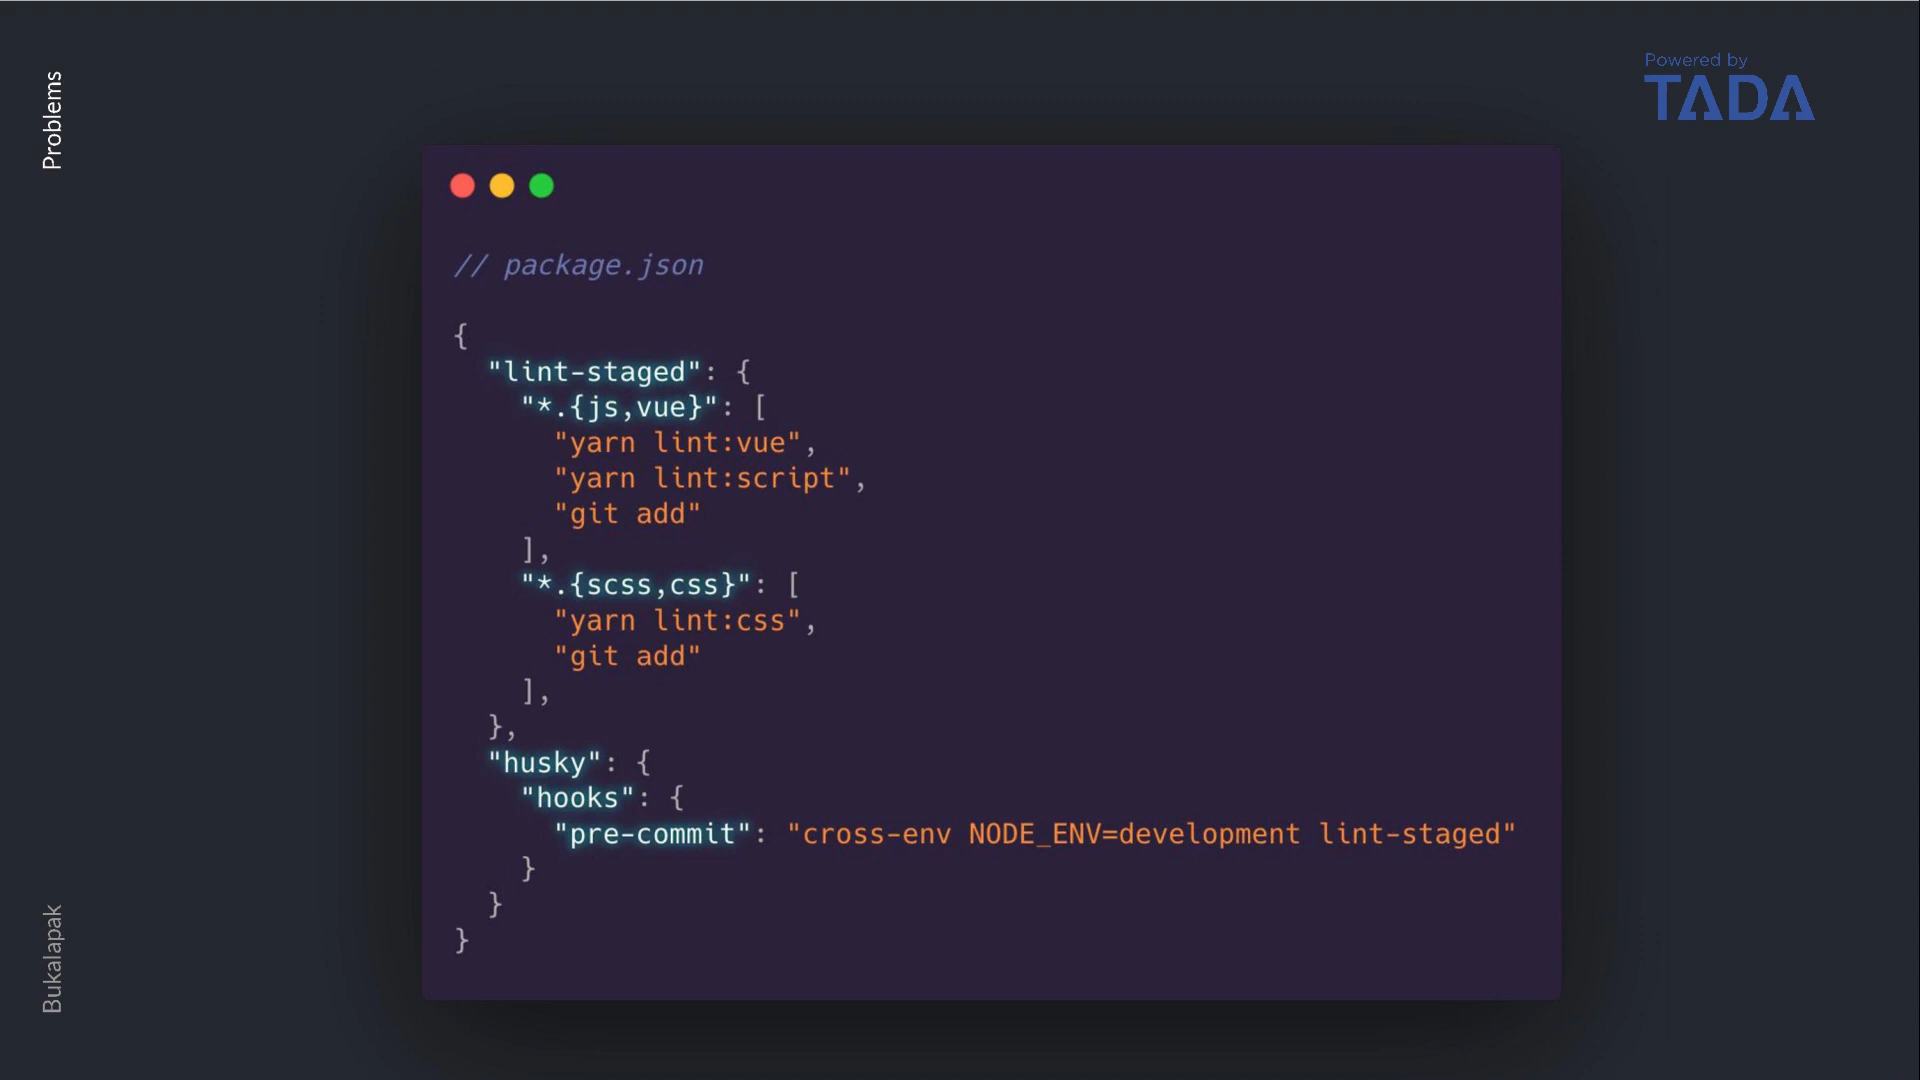 Problems
Powered by
TADA
// package.json
{
  "lint-staged": {
    "*.{js,vue}": [
      "yarn lint:vue",
      "yarn lint:script",
      "git add"
    ],
    "*.{scss,css}": [
      "yarn lint:css",
      "git add"
    ],
  },
  "husky": {
    "hooks": {
      "pre-commit": "cross-env NODE_ENV=development lint-staged"
    }
  }
}
Bukalapak